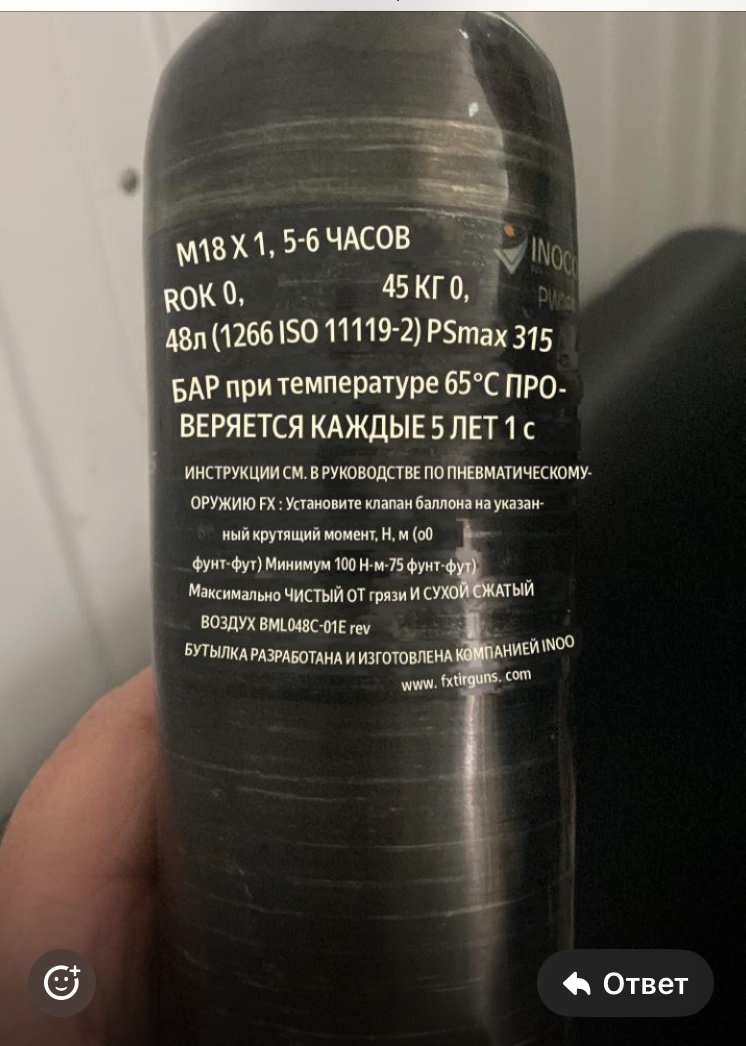 М18 X 1, 5-6 ЧАСОВ
INOC
ROK 0, 45 КГ 0,
48л (1266 ISO 11119-2) PSmax 315
БАР при температуре 65°C ПРО-
ВЕРЯЕТСЯ КАЖДЫЕ 5 ЛЕТ 1 с
ИНСТРУКЦИИ СМ. В РУКОВОДСТВЕ ПО ПНЕВМАТИЧЕСКОМУ-
ОРУЖИЮ FX : Установите клапан баллона на указан-
ный крутящий момент, Н, м (о0
фунт-фут) Минимум 100 Н-м-75 фунт-фут)
Максимально ЧИСТЫЙ ОТ грязи И СУХОЙ СЖАТЫЙ
ВОЗДУХ BML048C-01E rev
БУТЫЛКА РАЗРАБОТАНА И ИЗГОТОВЛЕНА КОМПАНИЕЙ INOO
www. fxtirguns. com
Ответ